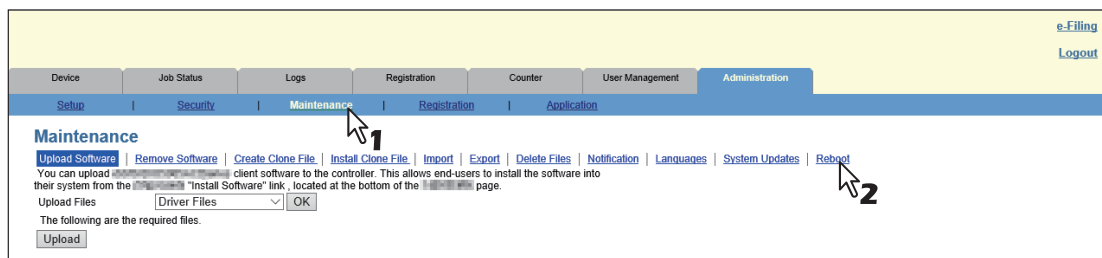 e-Filing
Logout
Device Job Status Logs Registration Counter User Management Administration
Setup | Security | Maintenance | Registration | Application
1
Maintenance
Upload Software | Remove Software | Create Clone File | Install Clone File | Import | Export | Delete Files | Notification | Languages | System Updates | Reboot
2
You can upload client software to the controller. This allows end-users to install the software into
their system from the "Install Software" link , located at the bottom of the page.
Upload Files Driver Files OK
The following are the required files.
Upload